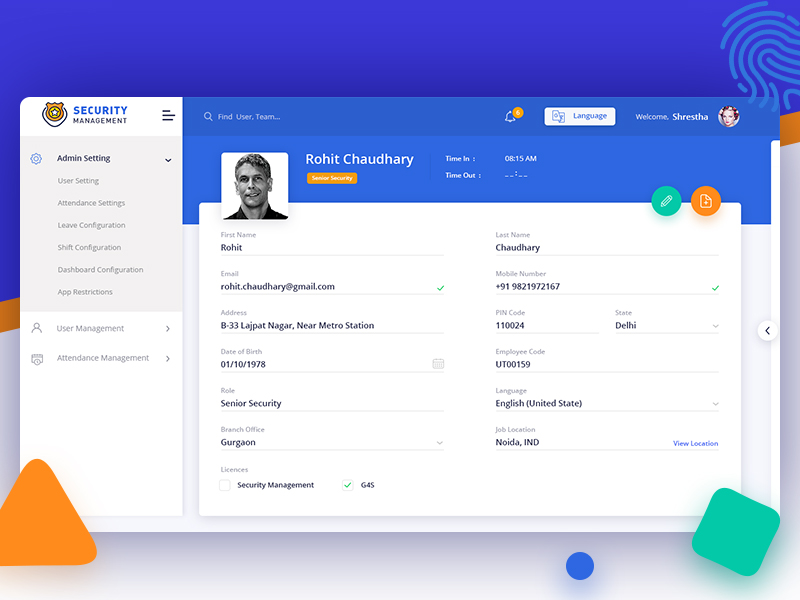 SECURITY
MANAGEMENT
Find User, Team...
6
Language
Welcome, Shrestha
Admin Setting
User Setting
Attendance Settings
Leave Configuration
Shift Configuration
Dashboard Configuration
App Restrictions
User Management
Attendance Management
Rohit Chaudhary
Senior Security
Time In : 08:15 AM
Time Out : --:--
First Name
Rohit
Last Name
Chaudhary
Email
rohit.chaudhary@gmail.com
Mobile Number
+91 9821972167
Address
B-33 Lajpat Nagar, Near Metro Station
PIN Code
110024
State
Delhi
Date of Birth
01/10/1978
Employee Code
UT00159
Role
Senior Security
Language
English (United State)
Branch Office
Gurgaon
Job Location
Noida, IND
View Location
Licences
Security Management
G4S